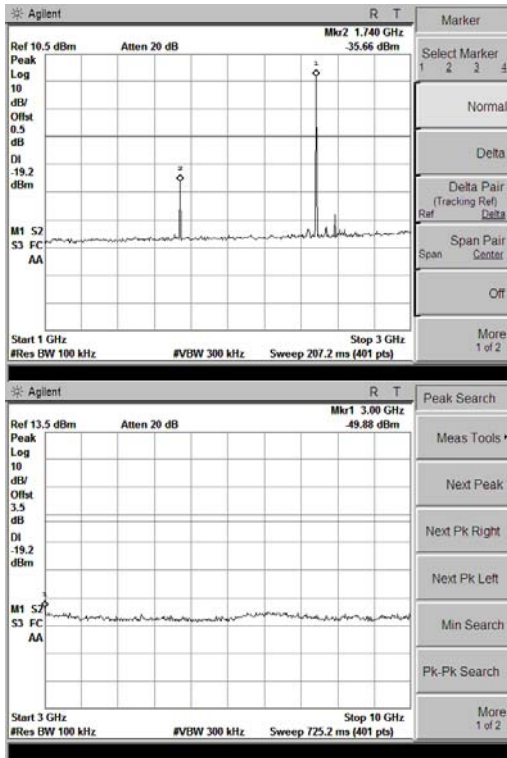 Agilent R T
Mkr2 1.740 GHz
Ref 10.5 dBm Atten 20 dB -35.66 dBm
Peak
Log
10
dB/
Offst
0.5
dB
DI
-19.2
dBm
M1 S2
S3 FC
AA
1
2
Start 1 GHz Stop 3 GHz
#Res BW 100 kHz #VBW 300 kHz Sweep 207.2 ms (401 pts)
Marker
Select Marker
1 2 3 4
Normal
Delta
Delta Pair
(Tracking Ref)
Ref Delta
Span Pair
Span Center
Off
More
1 of 2
Agilent R T
Mkr1 3.00 GHz
Ref 13.5 dBm Atten 20 dB -49.88 dBm
Peak
Log
10
dB/
Offst
3.5
dB
DI
-19.2
dBm
M1 S2
S3 FC
AA
1
Start 3 GHz Stop 10 GHz
#Res BW 100 kHz #VBW 300 kHz Sweep 725.2 ms (401 pts)
Peak Search
Meas Tools
Next Peak
Next Pk Right
Next Pk Left
Min Search
Pk-Pk Search
More
1 of 2